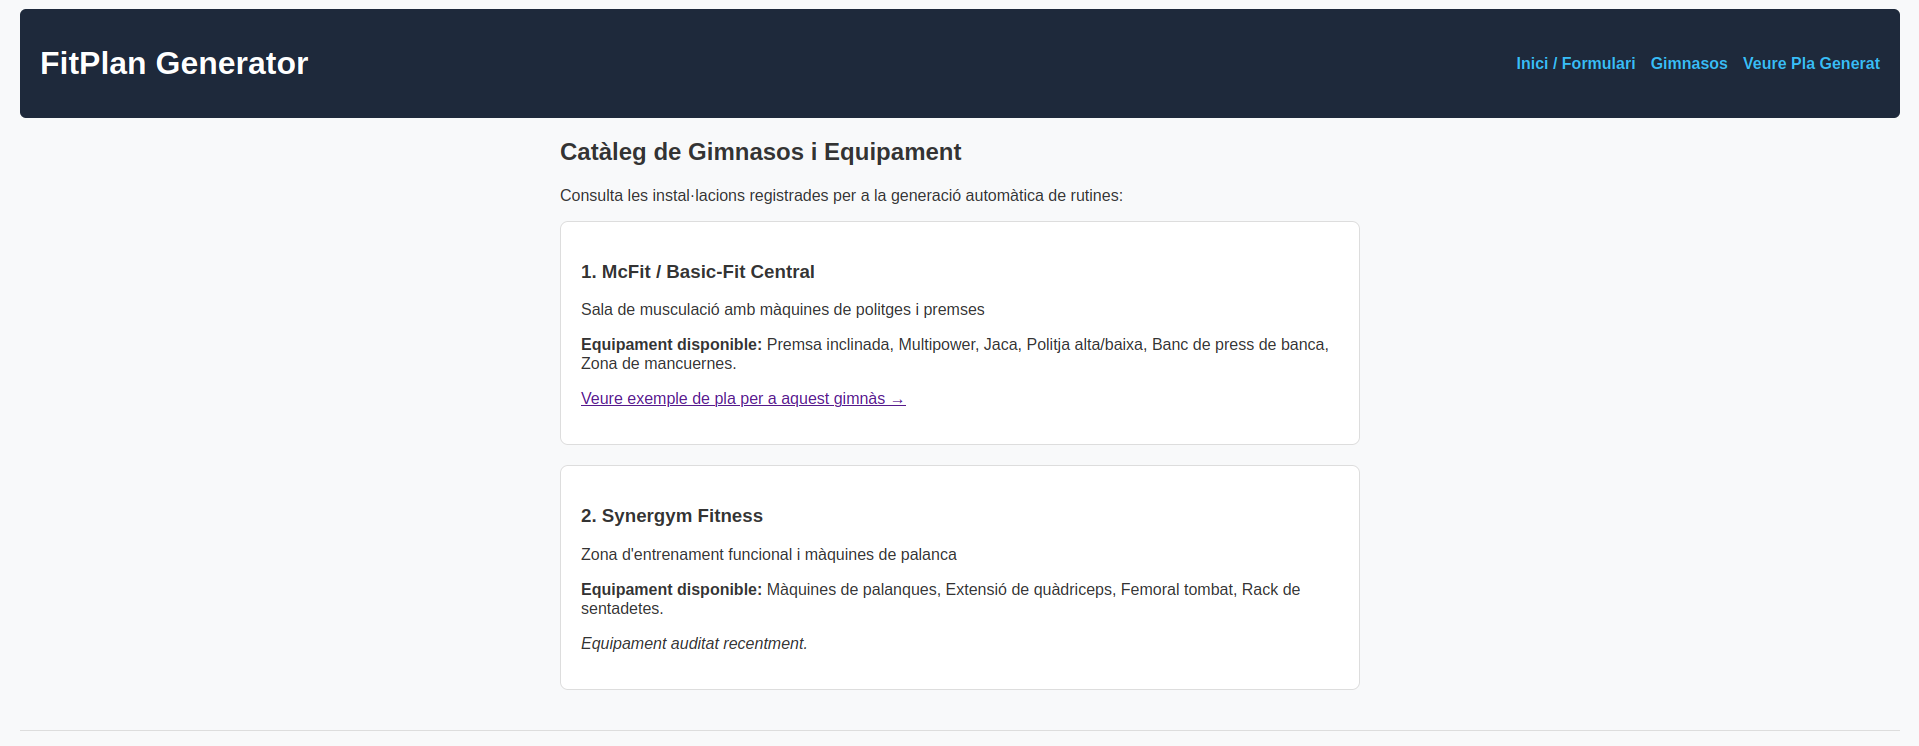 FitPlan Generator
Inici / Formulari Gimnasos Veure Pla Generat
Catàleg de Gimnasos i Equipament
Consulta les instal·lacions registrades per a la generació automàtica de rutines:
1. McFit / Basic-Fit Central
Sala de musculació amb màquines de politges i premses
Equipament disponible: Premsa inclinada, Multipower, Jaca, Politja alta/baixa, Banc de press de banca,
Zona de mancuernes.
Veure exemple de pla per a aquest gimnàs →
2. Synergym Fitness
Zona d'entrenament funcional i màquines de palanca
Equipament disponible: Màquines de palanques, Extensió de quàdriceps, Femoral tombat, Rack de
sentadetes.
Equipament auditat recentment.